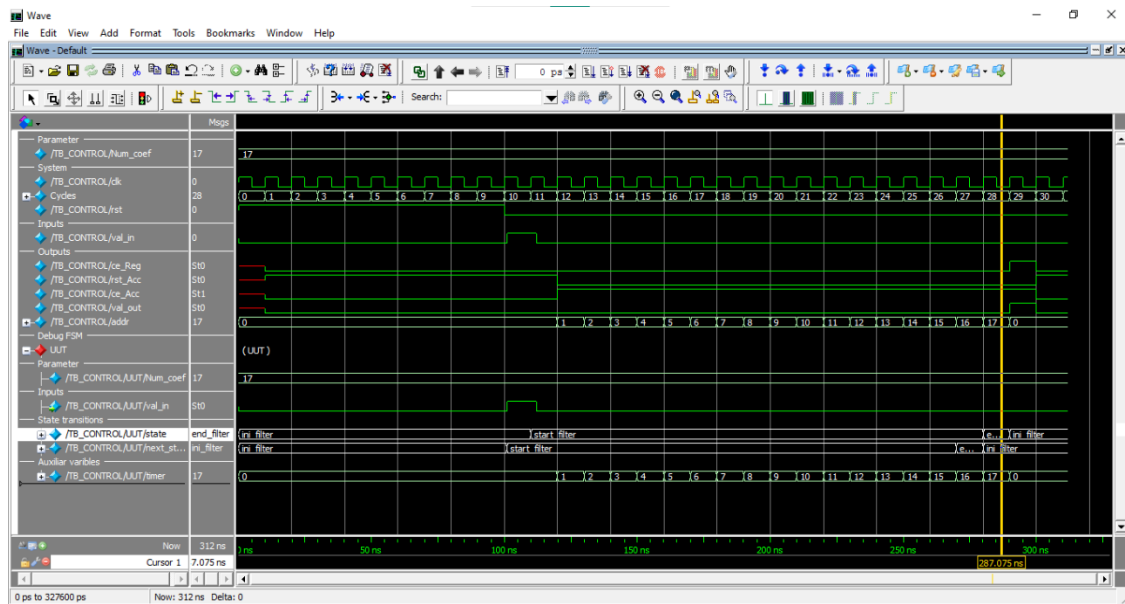 Wave
File Edit View Add Format Tools Bookmarks Window Help
Wave - Default
0 ps
Search:
Msgs
Parameter
/TB_CONTROL/Num_coef 17 17
System
/TB_CONTROL/clk 0
Cydes 28 0 1 2 3 4 5 6 7 8 9 10 11 12 13 14 15 16 17 18 19 20 21 22 23 24 25 26 27 28 29 30
/TB_CONTROL/rst 0
Inputs
/TB_CONTROL/val_in 0
Outputs
/TB_CONTROL/ce_Reg St0
/TB_CONTROL/rst_Acc St0
/TB_CONTROL/ce_Acc St1
/TB_CONTROL/val_out St0
/TB_CONTROL/addr 17 0 1 2 3 4 5 6 7 8 9 10 11 12 13 14 15 16 17 0
Debug FSM
UUT (UUT)
Parameter
/TB_CONTROL/UUT/Num_coef 17 17
Inputs
/TB_CONTROL/UUT/val_in St0
State transitions
/TB_CONTROL/UUT/state end_filter ini_filter start_filter e... ini_filter
/TB_CONTROL/UUT/next_st... ini_filter ini_filter start_filter e... ini_filter
Auxiliar varibles
/TB_CONTROL/UUT/timer 17 0 1 2 3 4 5 6 7 8 9 10 11 12 13 14 15 16 17 0
Now 312 ns 50 ns 100 ns 150 ns 200 ns 250 ns 300 ns
Cursor 1 7.075 ns 287.075 ns
0 ps to 327600 ps Now: 312 ns Delta: 0